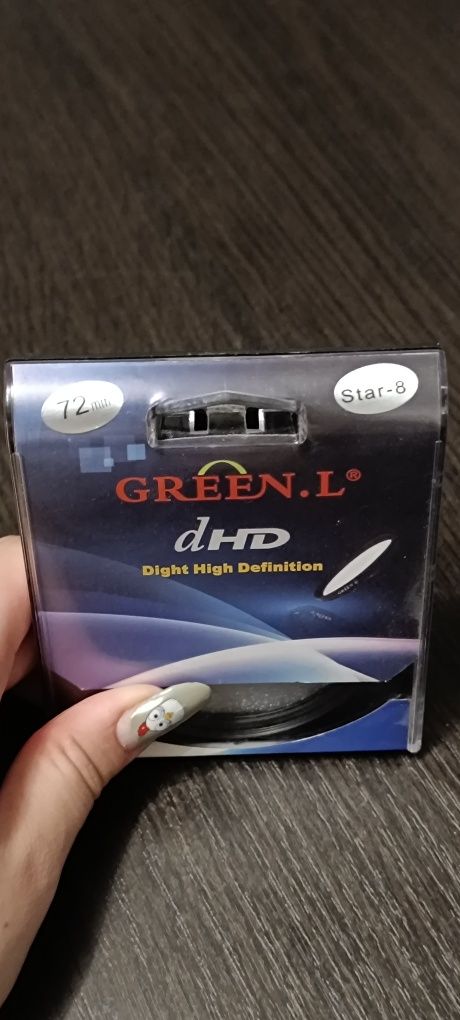 72mm
Star-8
GREEN.L®
dHD
Dight High Definition